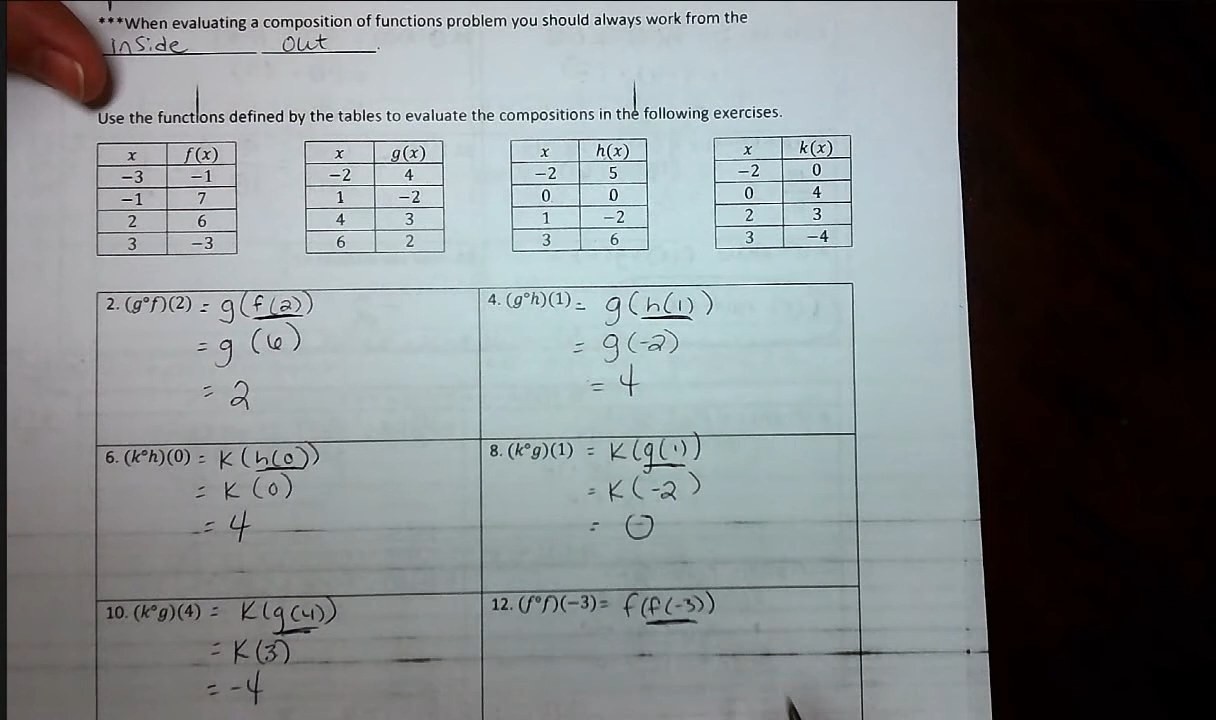 ***When evaluating a composition of functions problem you should always work from the
inside out.
Use the functions defined by the tables to evaluate the compositions in the following exercises.
x f(x)
−3 −1
−1 7
2 6
3 −3
x g(x)
−2 4
1 −2
4 3
6 2
x h(x)
−2 5
0 0
1 −2
3 6
x k(x)
−2 0
0 4
2 3
3 −4
2. (g°f)(2) = g(f(2))
= g(6)
= 2
4. (g°h)(1) = g(h(1))
= g(-2)
= 4
6. (k°h)(0) = K(h(0))
= K(0)
= 4
8. (k°g)(1) = K(g(1))
= K(-2)
= 0
10. (k°g)(4) = K(g(4))
= K(3)
= -4
12. (f°f)(−3) = f(f(-3))